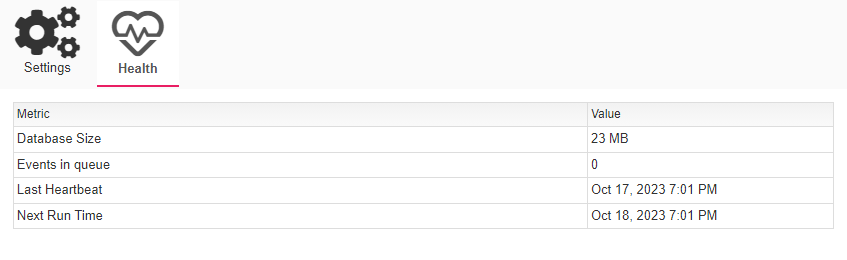 Settings
Health
Metric Value
Database Size 23 MB
Events in queue 0
Last Heartbeat Oct 17, 2023 7:01 PM
Next Run Time Oct 18, 2023 7:01 PM